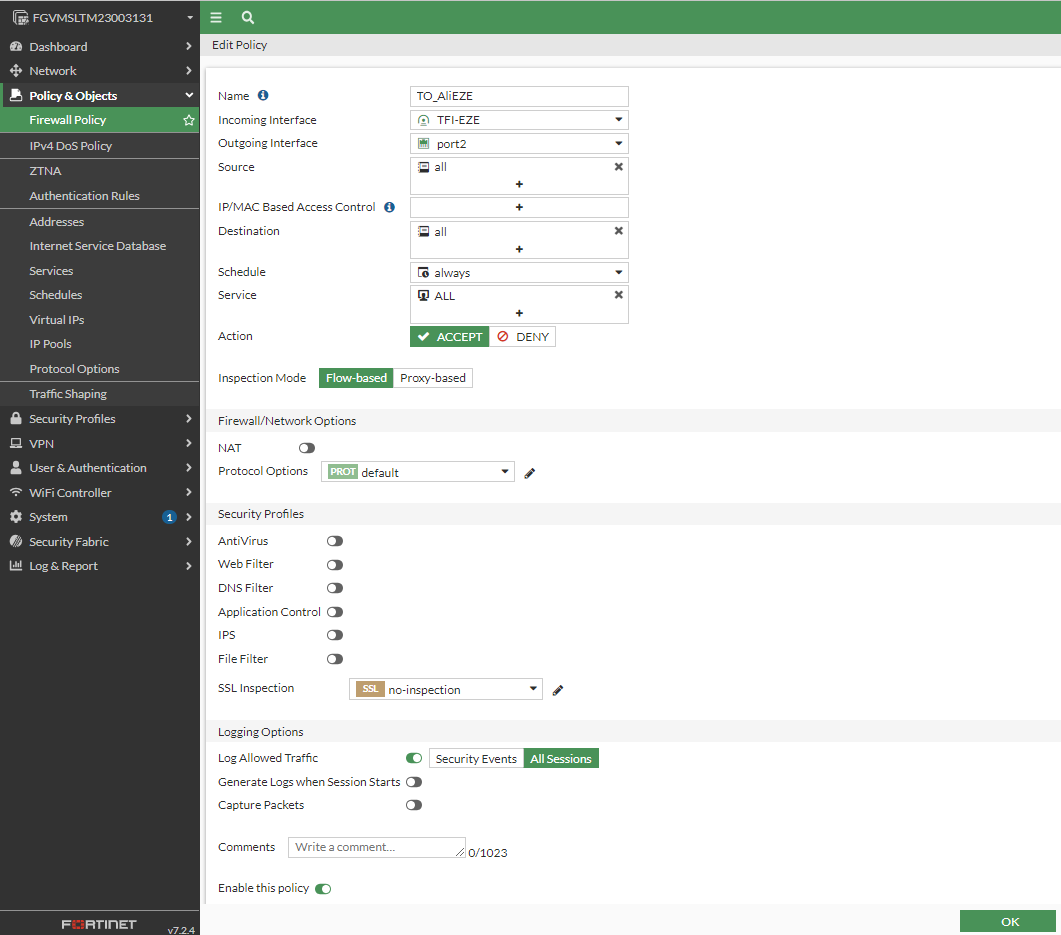 FGVMSLTM23003131
Dashboard
Network
Policy & Objects
Firewall Policy
IPv4 DoS Policy
ZTNA
Authentication Rules
Addresses
Internet Service Database
Services
Schedules
Virtual IPs
IP Pools
Protocol Options
Traffic Shaping
Security Profiles
VPN
User & Authentication
WiFi Controller
System 1
Security Fabric
Log & Report
FORTINET v7.2.4
Edit Policy
Name TO_AliEZE
Incoming Interface TFI-EZE
Outgoing Interface port2
Source all
+
IP/MAC Based Access Control +
Destination all
+
Schedule always
Service ALL
+
Action ACCEPT DENY
Inspection Mode Flow-based Proxy-based
Firewall/Network Options
NAT
Protocol Options PROT default
Security Profiles
AntiVirus
Web Filter
DNS Filter
Application Control
IPS
File Filter
SSL Inspection SSL no-inspection
Logging Options
Log Allowed Traffic Security Events All Sessions
Generate Logs when Session Starts
Capture Packets
Comments Write a comment... 0/1023
Enable this policy
OK